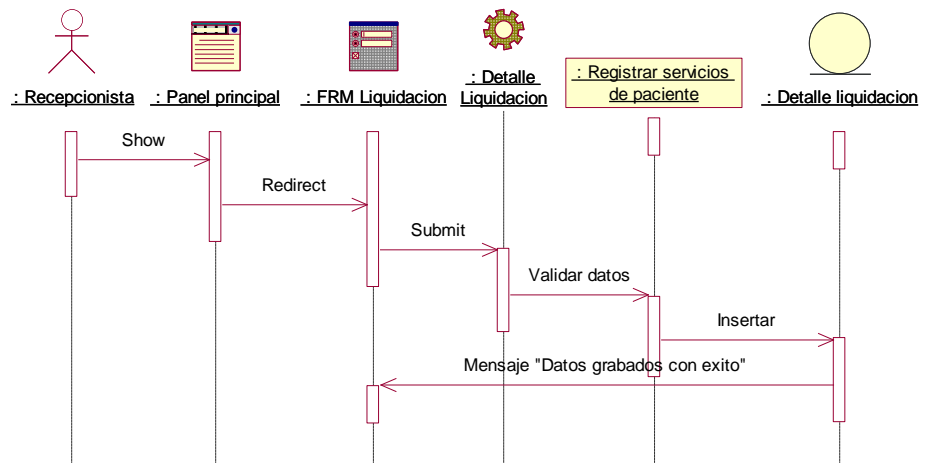 : Recepcionista
: Panel principal
: FRM Liquidacion
: Detalle
Liquidacion
: Registrar servicios
de paciente
: Detalle liquidacion
Show
Redirect
Submit
Validar datos
Insertar
Mensaje "Datos grabados con exito"